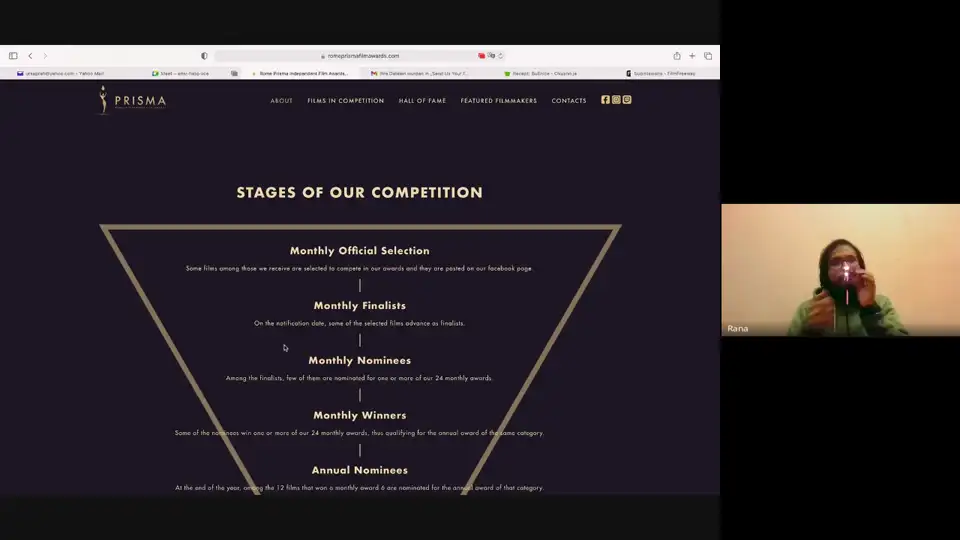 romeprismafilmawards.com
Rome Prisma Independent Film Awards...
PRISMA
ABOUT
FILMS IN COMPETITION
HALL OF FAME
FEATURED FILMMAKERS
CONTACTS
STAGES OF OUR COMPETITION
Monthly Official Selection
Some films among those we receive are selected to compete in our awards and they are posted on our facebook page
Monthly Finalists
On the notification date, some of the selected films advance as finalists.
Monthly Nominees
Among the finalists, few of them are nominated for one or more of our 24 monthly awards.
Monthly Winners
Some of the nominees win one or more of our 24 monthly awards, thus qualifying for the annual award of the same category.
Annual Nominees
At the end of the year, among the 12 films that won a monthly award 6 are nominated for the annual award of that category.
Rana